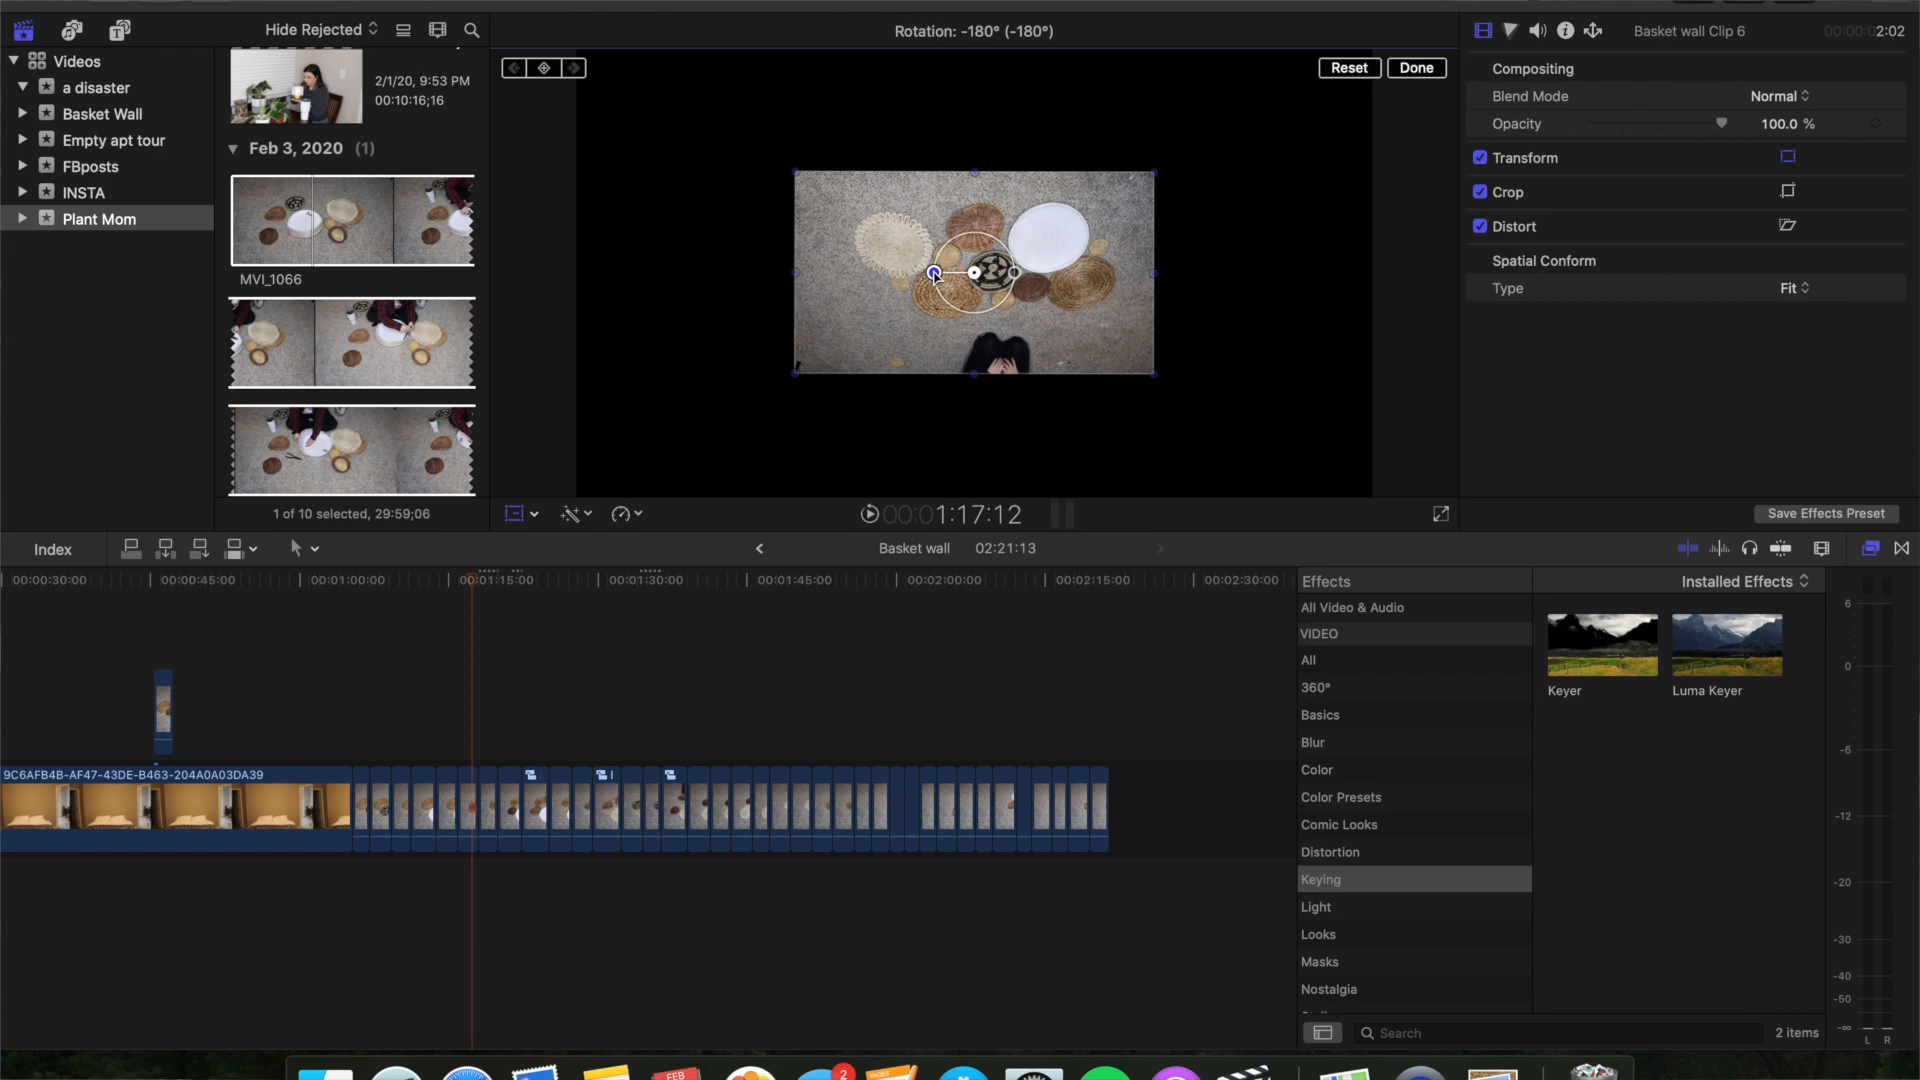 Hide Rejected
Rotation: -180° (-180°)
Basket wall Clip 6
00:00:02:02
Videos
a disaster
Basket Wall
Empty apt tour
FBposts
INSTA
Plant Mom
2/1/20, 9:53 PM
00:10:16;16
Feb 3, 2020 (1)
MVI_1066
1 of 10 selected, 29:59;06
Reset
Done
Compositing
Blend Mode
Normal
Opacity
100.0 %
Transform
Crop
Distort
Spatial Conform
Type
Fit
00:01:17:12
Save Effects Preset
Index
Basket wall
02:21:13
00:00:30:00
00:00:45:00
00:01:00:00
00:01:15:00
00:01:30:00
00:01:45:00
00:02:00:00
00:02:15:00
00:02:30:00
9C6AFB4B-AF47-43DE-B463-204A0A03DA39
Effects
Installed Effects
All Video & Audio
VIDEO
All
360°
Basics
Blur
Color
Color Presets
Comic Looks
Distortion
Keying
Light
Looks
Masks
Nostalgia
Keyer
Luma Keyer
Search
2 items
6
0
-6
-12
-20
-30
-40
-50
-∞
L R
FEB
2
PAGES